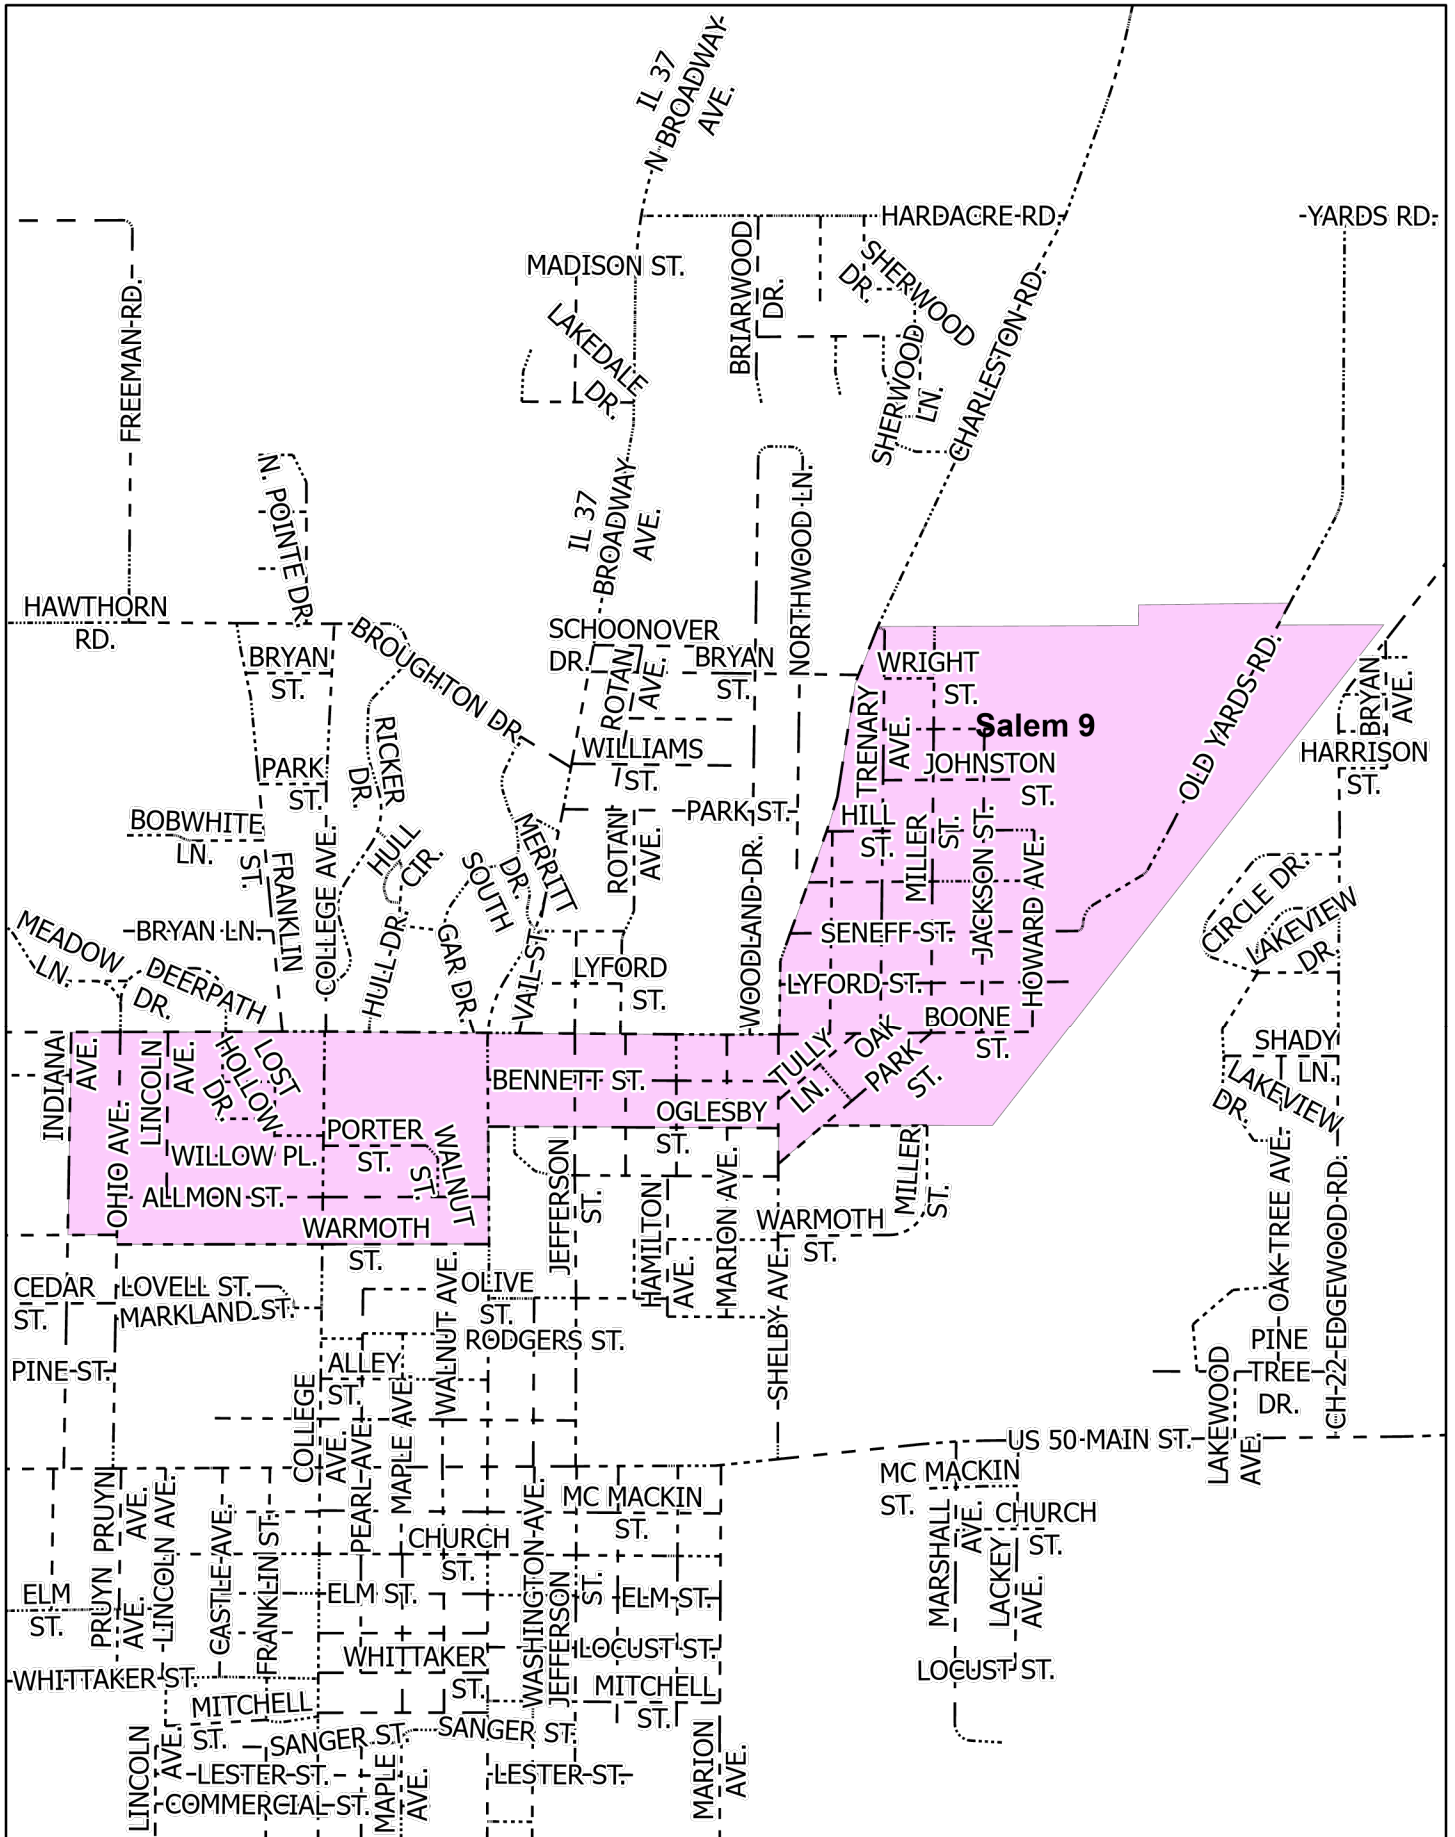 IL 37
N BROADWAY
AVE.
HARDACRE RD.
YARDS RD.
MADISON ST.
BRIARWOOD
DR.
SHERWOOD
DR.
FREEMAN RD.
LAKEDALE
DR.
SHERWOOD
LN.
CHARLESTON RD.
N. POINTE DR.
IL 37
BROADWAY
AVE.
NORTHWOOD LN.
HAWTHORN
RD.
BROUGHTON DR.
SCHOONOVER
DR.
BRYAN
ST.
ROTAN
AVE.
BRYAN
ST.
WRIGHT
ST.
OLD YARDS RD.
BRYAN
AVE.
RICKER
DR.
TRENARY
AVE.
Salem 9
WILLIAMS
ST.
JOHNSTON
ST.
HARRISON
ST.
PARK
ST.
PARK ST.
BOBWHITE
LN.
HULL
CIR.
MERRITT
DR.
HILL
ST.
MILLER
ST.
JACKSON ST.
HOWARD AVE.
ROTAN
AVE.
FRANKLIN
ST.
COLLEGE AVE.
SOUTH
WOODLAND DR.
CIRCLE DR.
LAKEVIEW
DR.
MEADOW
LN.
BRYAN LN.
HULL DR.
GAR DR.
VAIL ST.
SENEFF ST.
DEERPATH
DR.
LYFORD
ST.
LYFORD ST.
BOONE
ST.
INDIANA
AVE.
LINCOLN
AVE.
LOST
HOLLOW
DR.
BENNETT ST.
TULLY
LN.
OAK
PARK
ST.
SHADY
LN.
LAKEVIEW
DR.
OHIO AVE.
OGLESBY
ST.
PORTER
ST.
WALNUT
ST.
WILLOW PL.
ALLMON ST.
JEFFERSON
ST.
HAMILTON
AVE.
MARION AVE.
MILLER
ST.
WARMOTH
ST.
WARMOTH
ST.
OAK TREE AVE.
CH 22 EDGEWOOD RD.
CEDAR
ST.
LOVELL ST.
MARKLAND ST.
WALNUT AVE.
OLIVE
ST.
SHELBY AVE.
RODGERS ST.
PINE ST.
ALLEY
ST.
PINE
TREE
DR.
LAKEWOOD
AVE.
COLLEGE
AVE.
PEARL AVE.
MAPLE AVE.
US 50 MAIN ST.
PRUYN
AVE.
PRUYN
AVE.
LINCOLN AVE.
CASTLE AVE.
FRANKLIN ST.
MC MACKIN
ST.
MC MACKIN
ST.
CHURCH
ST.
CHURCH
ST.
WASHINGTON AVE.
JEFFERSON
ST.
MARSHALL
AVE.
LACKEY
AVE.
ELM
ST.
ELM ST.
ELM ST.
WHITTAKER ST.
WHITTAKER
ST.
LOCUST ST.
LOCUST ST.
MITCHELL
ST.
MITCHELL
ST.
SANGER ST.
SANGER ST.
LINCOLN
AVE.
LESTER ST.
LESTER ST.
COMMERCIAL ST.
MAPLE
AVE.
MARION
AVE.